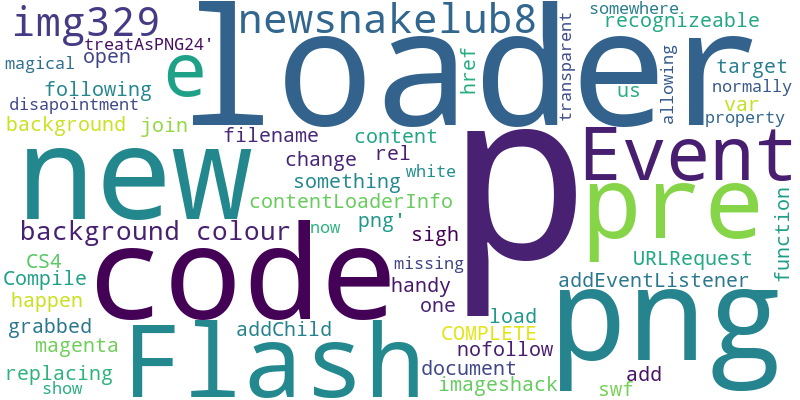 img329
newsnakelub8
somewhere
recognizeable
treatAsPNG24'
magical
open
e
loader
href
transparent
allowing
us
target
following
disapointment
normally
var
property
background
join
filename
content
new
change
rel
something
white
contentLoaderInfo
p
Event
pre
function
background colour
now
png'
sigh
code
CS4
Compile
missing
handy
URLRequest
addEventListener
happen
one
png
grabbed
Flash
addChild
load
COMPLETE
magenta
nofollow
document
add
replacing
show
imageshack
swf